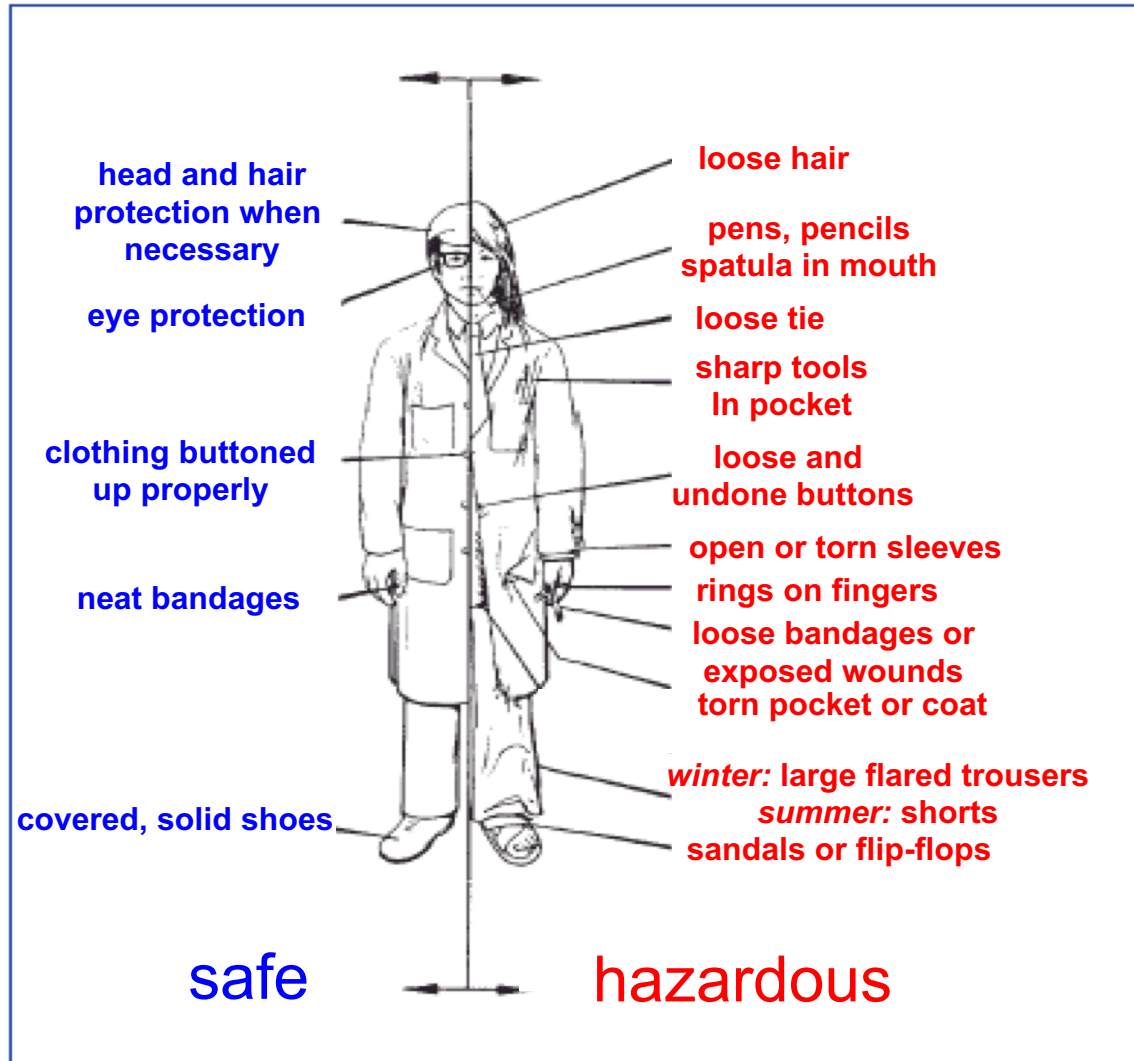 head and hair
protection when
necessary
eye protection
clothing buttoned
up properly
neat bandages
covered, solid shoes
safe
loose hair
pens, pencils
spatula in mouth
loose tie
sharp tools
In pocket
loose and
undone buttons
open or torn sleeves
rings on fingers
loose bandages or
exposed wounds
torn pocket or coat
winter: large flared trousers
summer: shorts
sandals or flip-flops
hazardous